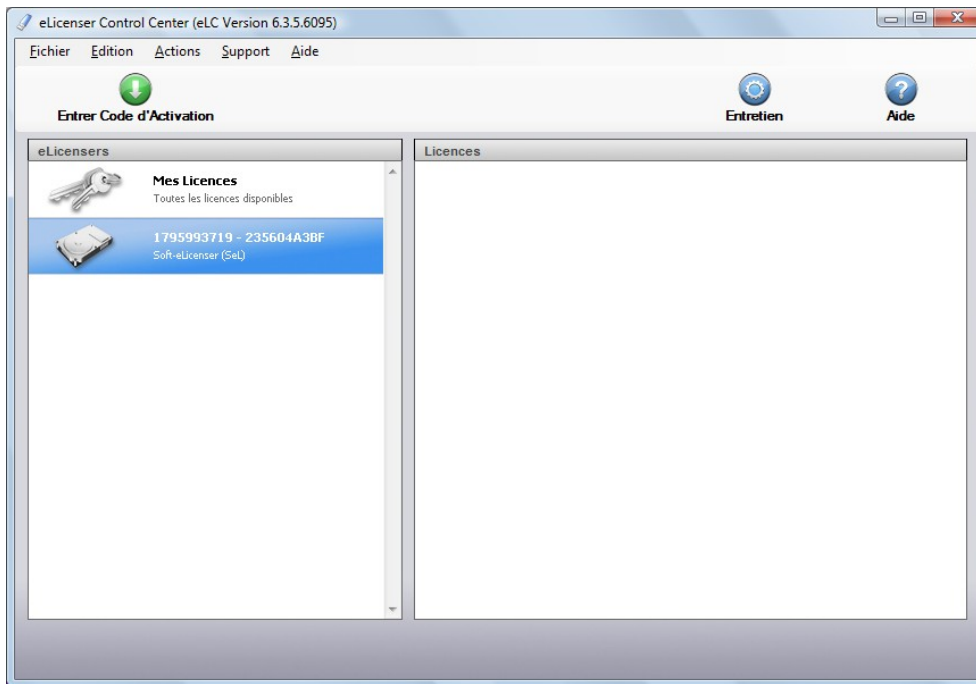 eLicenser Control Center (eLC Version 6.3.5.6095)
Fichier Edition Actions Support Aide
Entrer Code d'Activation
Entretien
Aide
eLicensers
Mes Licences
Toutes les licences disponibles
1795993719 - 235604A3BF
Soft-eLicenser (SeL)
Licences